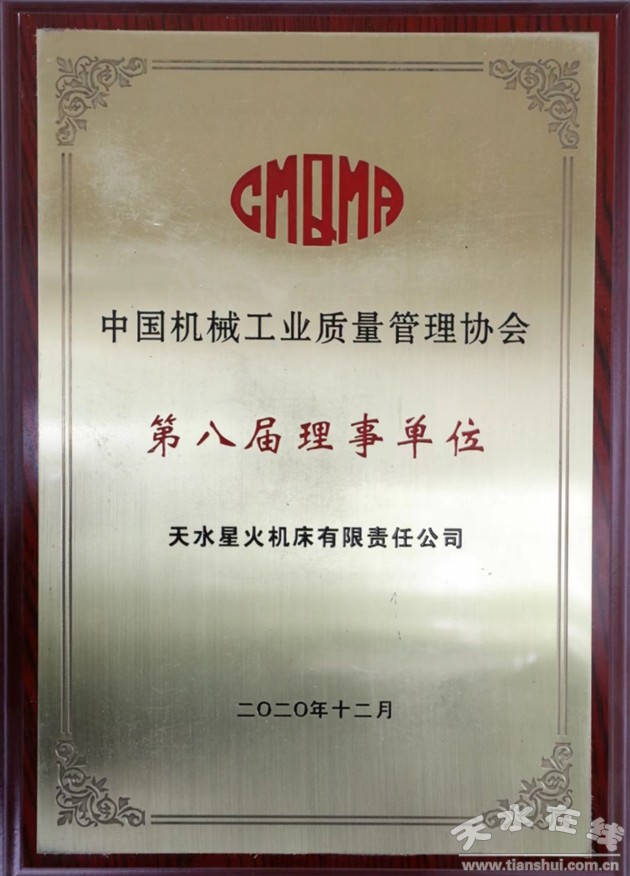 CMQMA
中国机械工业质量管理协会
第八届理事单位
天水星火机床有限责任公司
二〇二〇年十二月
天水在线
www.tianshui.com.cn